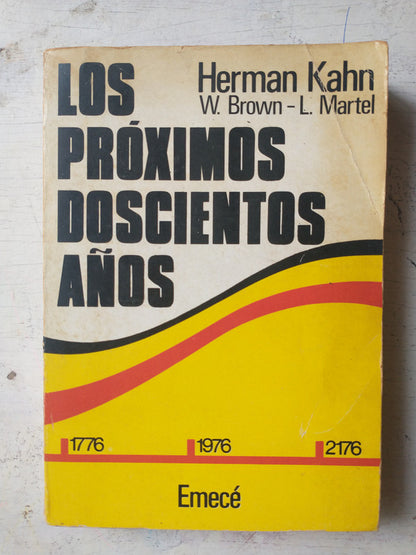 LOS
PRÓXIMOS
DOSCIENTOS
AÑOS
Herman Kahn
W. Brown - L. Martel
1776
1976
2176
Emecé